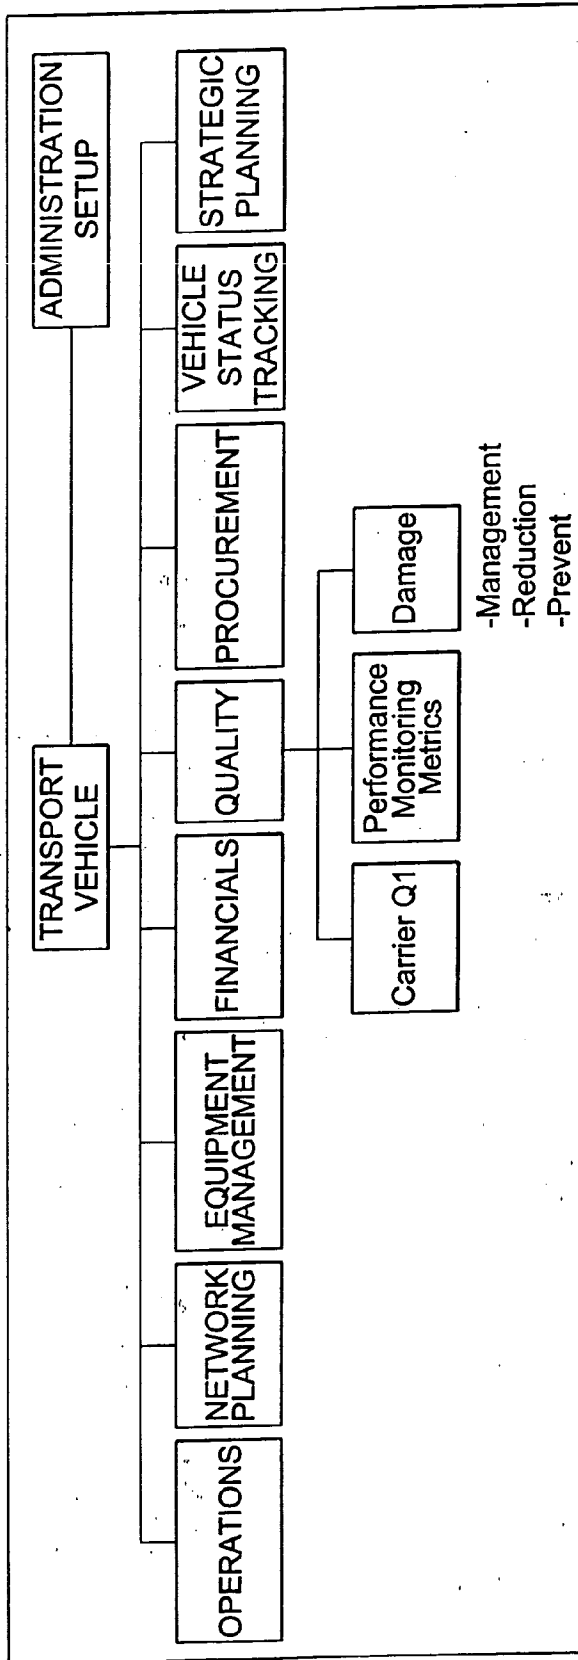 TRANSPORT
VEHICLE
ADMINISTRATION
SETUP
OPERATIONS
NETWORK
PLANNING
EQUIPMENT
MANAGEMENT
FINANCIALS
QUALITY
PROCUREMENT
VEHICLE
STATUS
TRACKING
STRATEGIC
PLANNING
Carrier Q1
Performance
Monitoring
Metrics
Damage
-Management
-Reduction
-Prevent